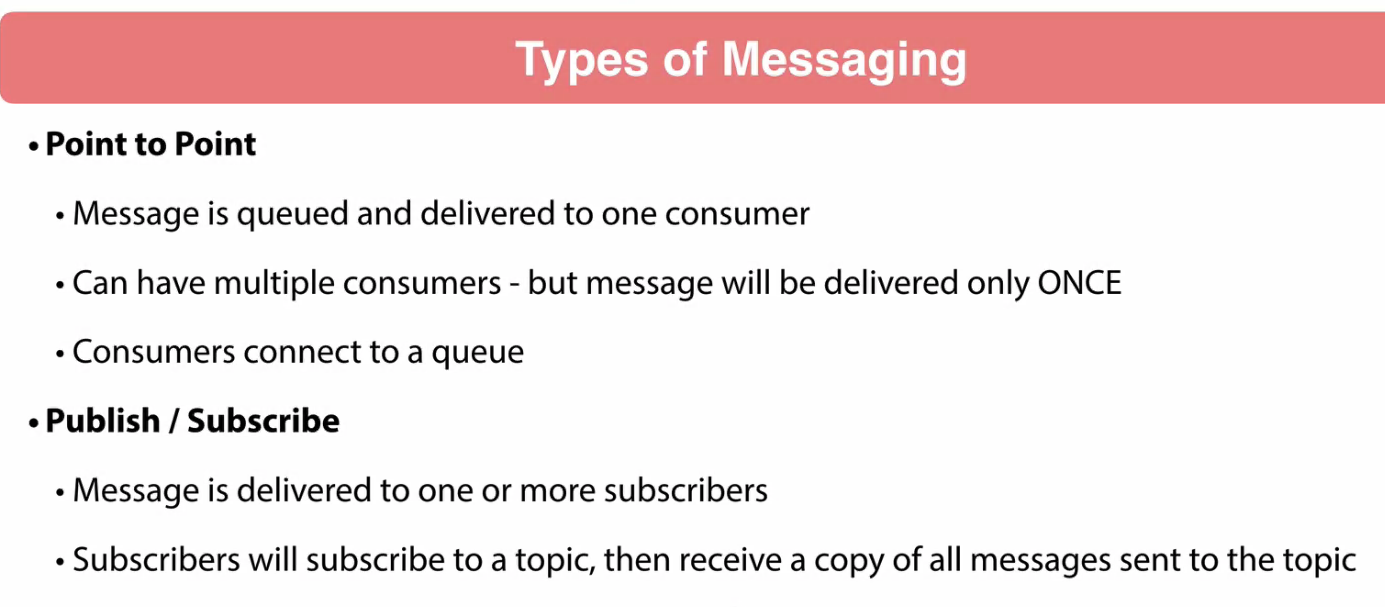 Types of Messaging
• Point to Point
• Message is queued and delivered to one consumer
• Can have multiple consumers - but message will be delivered only ONCE
• Consumers connect to a queue
• Publish / Subscribe
• Message is delivered to one or more subscribers
• Subscribers will subscribe to a topic, then receive a copy of all messages sent to the topic